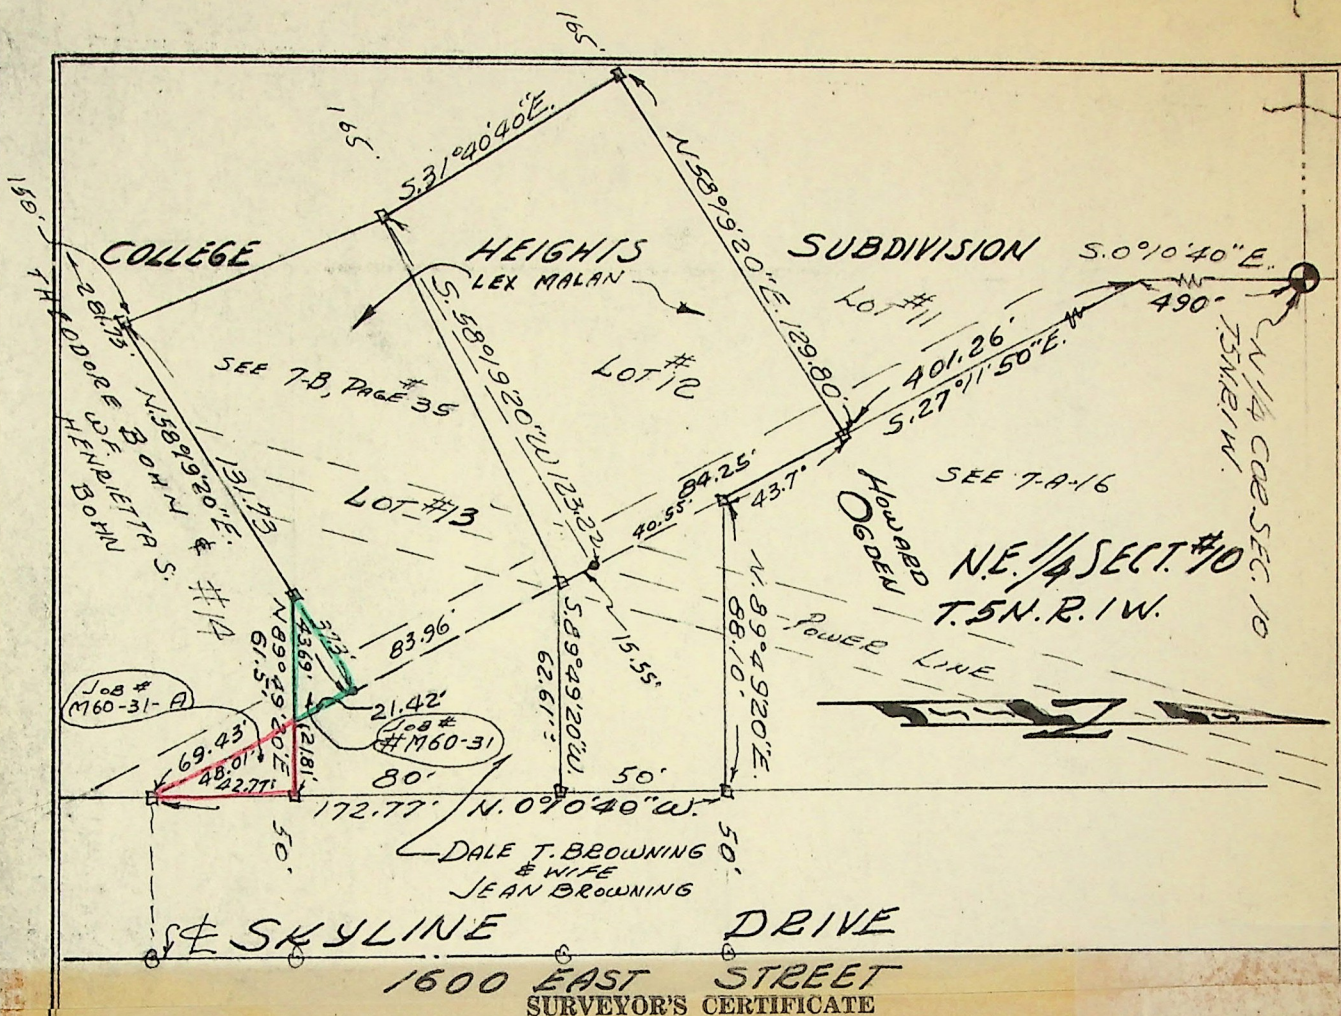 165'
165'
150'
S.31°40'40"E.
N.58°19'20"E. 129.80'
COLLEGE HEIGHTS SUBDIVISION
LEX MALAN
S.0°10'40"E.
490'
N 1/4 COR. SEC. 10
T.5N.R.1W.
LOT #11
401.26'
S.27°11'50"E.
281.73'
THEODORE W. BOHN &
WF. HENRIETTA S.
BOHN
SEE 7-B, PAGE #35
S.58°19'20"W. 123.22'
LOT #12
N.58°19'20"E.
131.73
LOT #13
84.25'
40.55'
43.7'
SEE 7-A-16
HOWARD
OGDEN
N.E. 1/4 SECT. #10
T.5N.R.1W.
#14
N.89°49'20"E.
88.10'
POWER LINE
37.3'
43.69'
N 89°49'20"E
61.5'
83.96'
15.55'
S.89°49'20"W.
62.61'±
JOB #
M60-31-A
21.42'
JOB #
#M60-31
69.43'
48.01'
42.77'
21.81'
80'
50'
172.77'
N.0°10'40"W.
50'
50'
DALE T. BROWNING
& WIFE
JEAN BROWNING
℄ SKYLINE DRIVE
1600 EAST STREET
SURVEYOR'S CERTIFICATE